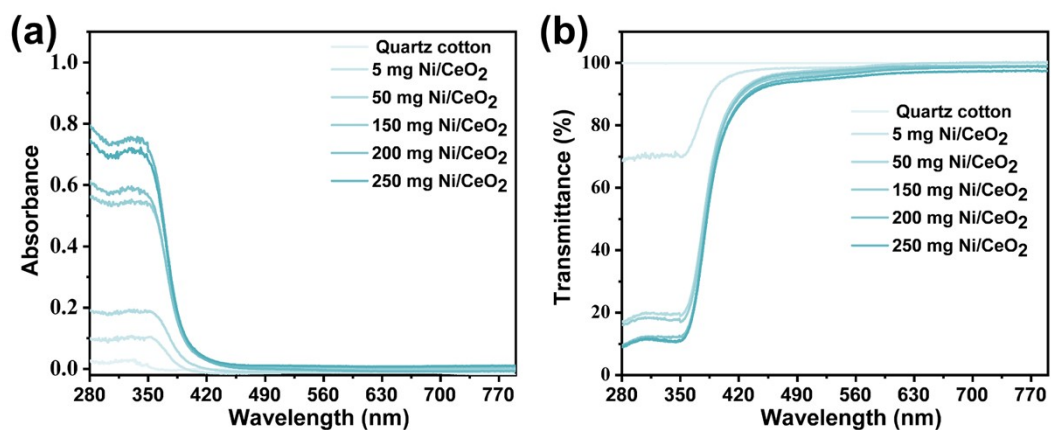 (a)
Absorbance
1.0
0.8
0.6
0.4
0.2
0.0
Quartz cotton
5 mg Ni/CeO2
50 mg Ni/CeO2
150 mg Ni/CeO2
200 mg Ni/CeO2
250 mg Ni/CeO2
280 350 420 490 560 630 700 770
Wavelength (nm)
(b)
Transmittance (%)
100
80
60
40
20
0
Quartz cotton
5 mg Ni/CeO2
50 mg Ni/CeO2
150 mg Ni/CeO2
200 mg Ni/CeO2
250 mg Ni/CeO2
280 350 420 490 560 630 700 770
Wavelength (nm)